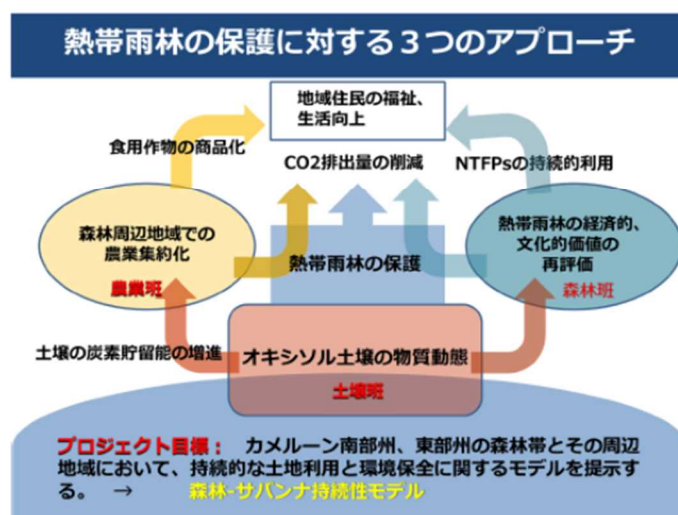 熱帯雨林の保護に対する３つのアプローチ
地域住民の福祉、
生活向上
食用作物の商品化
CO2排出量の削減
NTFPsの持続的利用
森林周辺地域での
農業集約化
農業班
熱帯雨林の保護
熱帯雨林の経済的、
文化的価値の
再評価
森林班
土壌の炭素貯留能の増進
オキシソル土壌の物質動態
土壌班
プロジェクト目標： カメルーン南部州、東部州の森林帯とその周辺
地域において、持続的な土地利用と環境保全に関するモデルを提示す
る。 → 森林-サバンナ持続性モデル